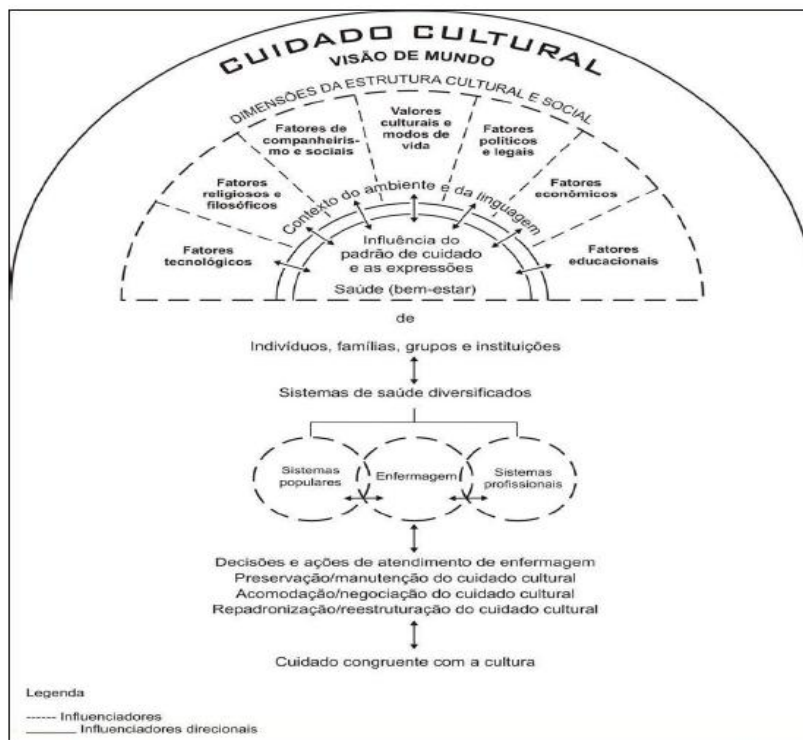 CUIDADO CULTURAL
VISÃO DE MUNDO
DIMENSÕES DA ESTRUTURA CULTURAL E SOCIAL
Fatores
tecnológicos
Fatores
religiosos e
filosóficos
Fatores de
companheiris-
mo e sociais
Valores
culturais e
modos de
vida
Fatores
políticos
e legais
Fatores
econômicos
Fatores
educacionais
Contexto do ambiente e da linguagem
Influência do
padrão de cuidado
e as expressões
Saúde (bem-estar)
de
Indivíduos, famílias, grupos e instituições
Sistemas de saúde diversificados
Sistemas
populares
Enfermagem
Sistemas
profissionais
Decisões e ações de atendimento de enfermagem
Preservação/manutenção do cuidado cultural
Acomodação/negociação do cuidado cultural
Repadronização/reestruturação do cuidado cultural
Cuidado congruente com a cultura
Legenda
------ Influenciadores
______ Influenciadores direcionais